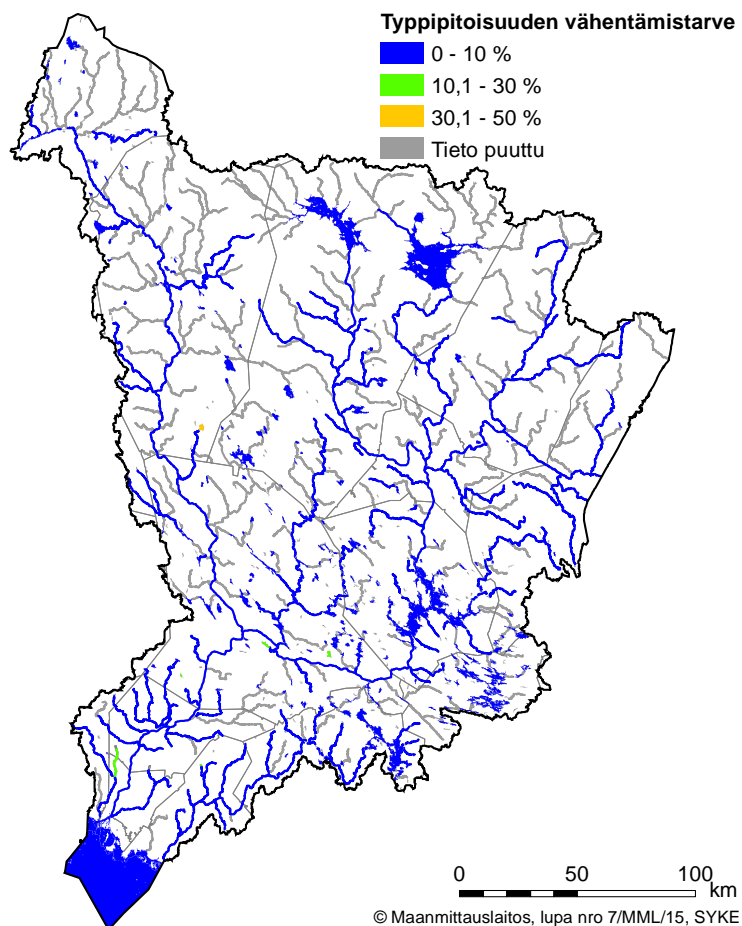 Typpipitoisuuden vähentämistarve
0 - 10 %
10,1 - 30 %
30,1 - 50 %
Tieto puuttu
0 50 100
km
© Maanmittauslaitos, lupa nro 7/MML/15, SYKE